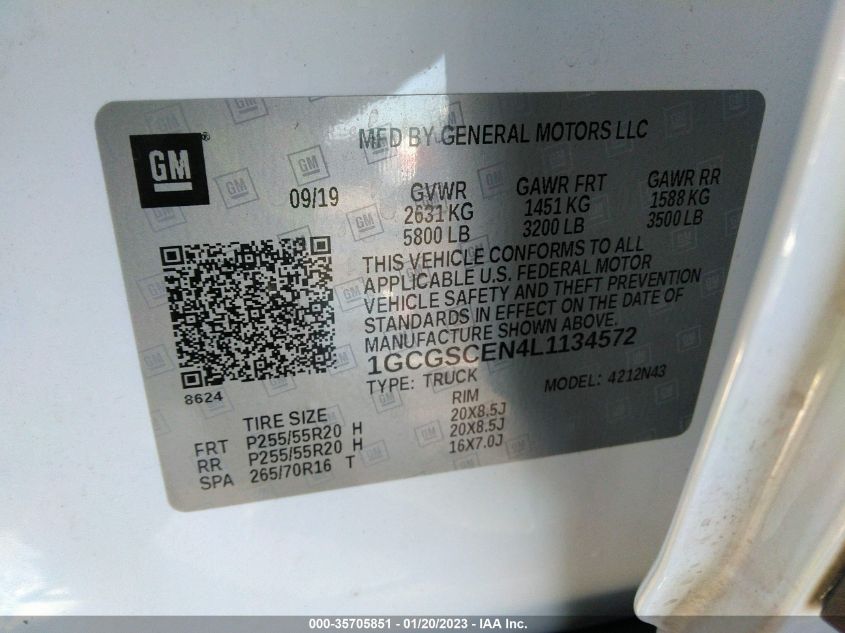 MFD BY GENERAL MOTORS LLC
GM®
09/19
GVWR GAWR FRT GAWR RR
2631 KG 1451 KG 1588 KG
5800 LB 3200 LB 3500 LB
THIS VEHICLE CONFORMS TO ALL
APPLICABLE U.S. FEDERAL MOTOR
VEHICLE SAFETY AND THEFT PREVENTION
STANDARDS IN EFFECT ON THE DATE OF
MANUFACTURE SHOWN ABOVE.
1GCGSCEN4L1134572
TYPE: TRUCK MODEL: 4212N43
8624
TIRE SIZE RIM
FRT P255/55R20 H 20X8.5J
RR P255/55R20 H 20X8.5J
SPA 265/70R16 T 16X7.0J
000-35705851 - 01/20/2023 - IAA Inc.